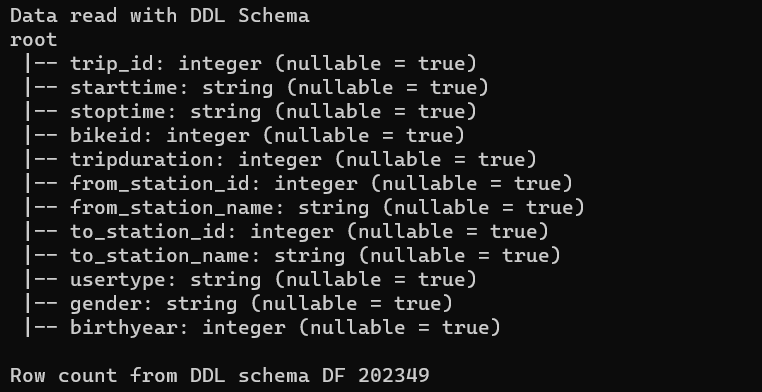 Data read with DDL Schema
root
 |-- trip_id: integer (nullable = true)
 |-- starttime: string (nullable = true)
 |-- stoptime: string (nullable = true)
 |-- bikeid: integer (nullable = true)
 |-- tripduration: integer (nullable = true)
 |-- from_station_id: integer (nullable = true)
 |-- from_station_name: string (nullable = true)
 |-- to_station_id: integer (nullable = true)
 |-- to_station_name: string (nullable = true)
 |-- usertype: string (nullable = true)
 |-- gender: string (nullable = true)
 |-- birthyear: integer (nullable = true)
Row count from DDL schema DF 202349